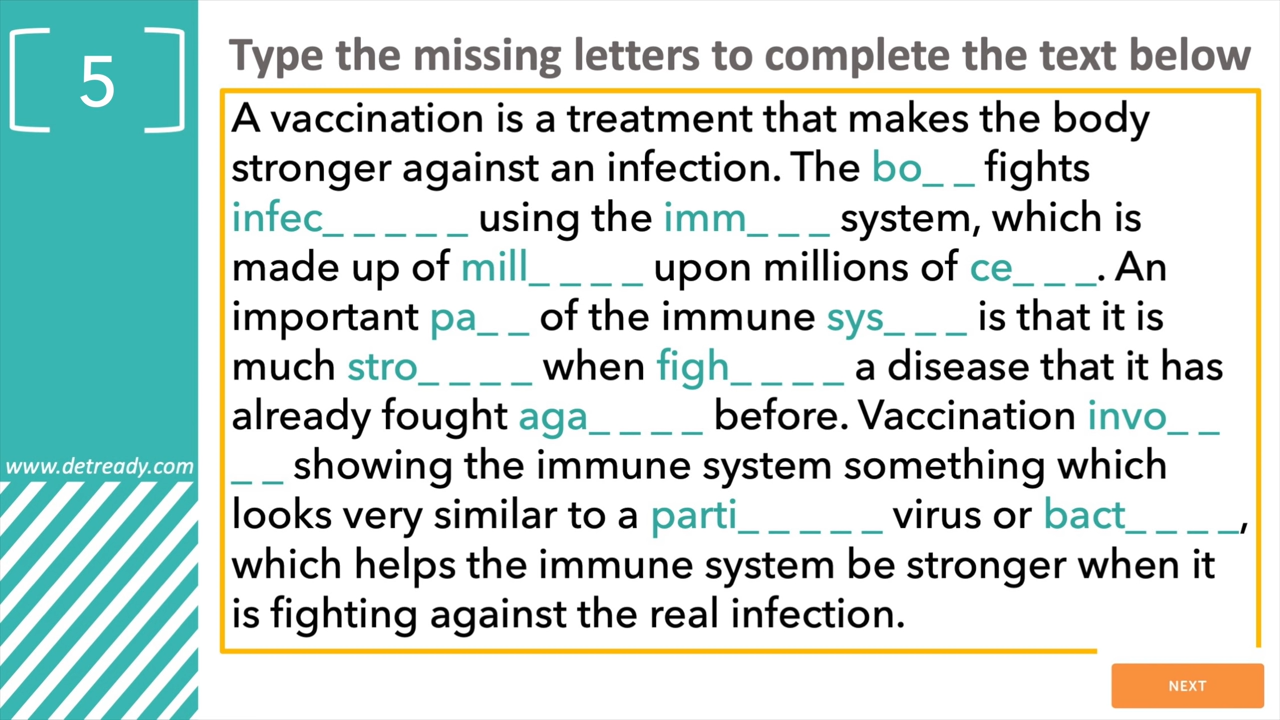 5
Type the missing letters to complete the text below
A vaccination is a treatment that makes the body
stronger against an infection. The bo_ _ fights
infec_ _ _ _ _ using the imm_ _ _ system, which is
made up of mill_ _ _ _ upon millions of ce_ _ _. An
important pa_ _ of the immune sys_ _ _ is that it is
much stro_ _ _ _ when figh_ _ _ _ a disease that it has
already fought aga_ _ _ _ before. Vaccination invo_ _
_ _ showing the immune system something which
looks very similar to a parti_ _ _ _ _ virus or bact_ _ _ _,
which helps the immune system be stronger when it
is fighting against the real infection.
www.detready.com
NEXT